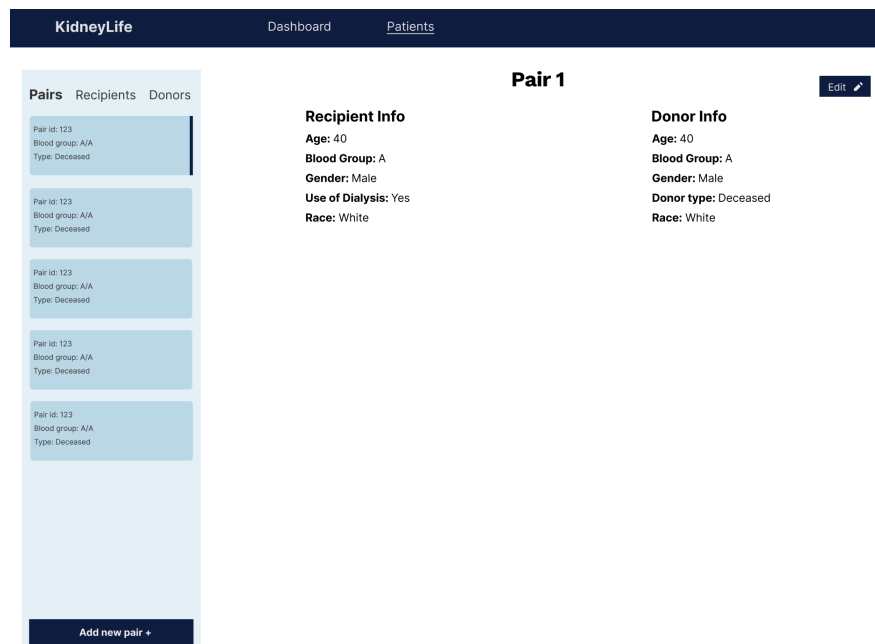 KidneyLife Dashboard Patients
Pairs Recipients Donors
Pair id: 123
Blood group: A/A
Type: Deceased
Pair id: 123
Blood group: A/A
Type: Deceased
Pair id: 123
Blood group: A/A
Type: Deceased
Pair id: 123
Blood group: A/A
Type: Deceased
Pair id: 123
Blood group: A/A
Type: Deceased
Add new pair +
Pair 1
Edit
Recipient Info
Age: 40
Blood Group: A
Gender: Male
Use of Dialysis: Yes
Race: White
Donor Info
Age: 40
Blood Group: A
Gender: Male
Donor type: Deceased
Race: White